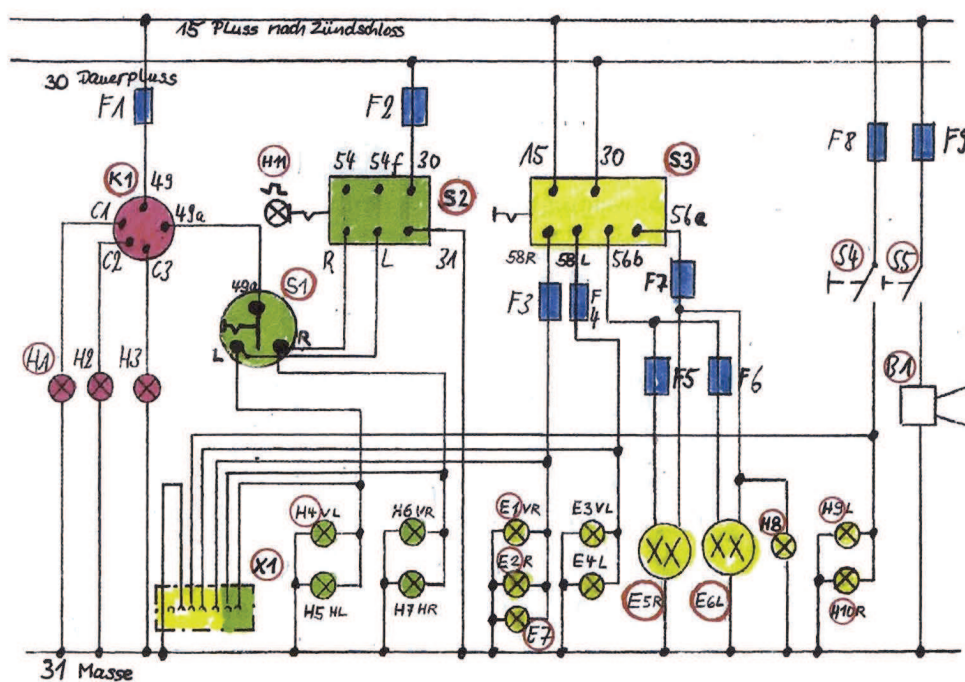 15 Pluss nach Zündschloss
30 Dauerpluss
F1
F2
F8
F9
H11
54 54f 30
15 30
S3
K1
49
S2
C1
49a
56a
C2
C3
R L 31
58R 58L 56b
S4
S5
49a
S1
F3
F4
F7
L
R
H1
H2
H3
F5
F6
B1
H4 VL
H6 VR
E1 VR
E3 VL
H8
H9 L
X1
E2 R
E4 L
H5 HL
H7 HR
E7
E5 R
E6 L
H10 R
31 Masse